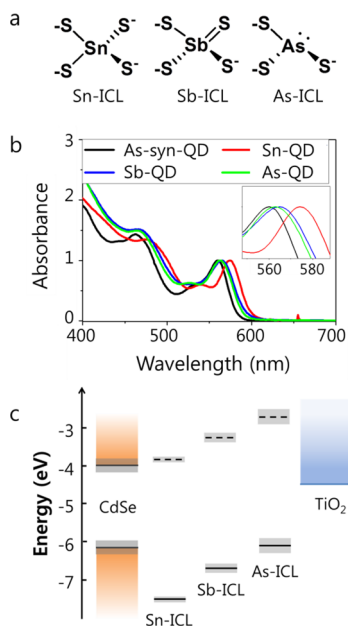 a
-S S⁻ Sn -S S⁻
-S S Sb -S S⁻
-S As -S S⁻
Sn-ICL Sb-ICL As-ICL
b
3
2
1
0
Absorbance
As-syn-QD Sn-QD
Sb-QD As-QD
560 580
400 500 600 700
Wavelength (nm)
c
Energy (eV)
-3
-4
-5
-6
-7
CdSe
TiO₂
Sn-ICL
Sb-ICL
As-ICL